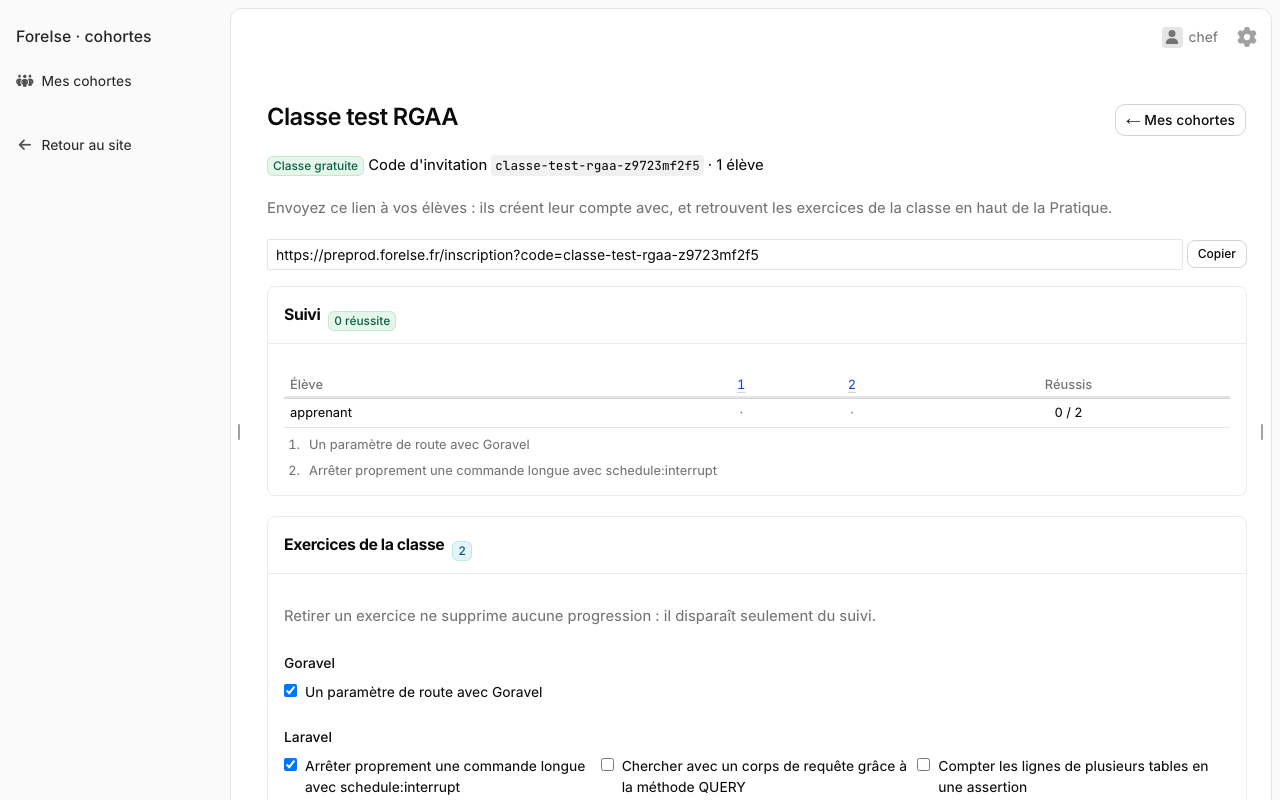 Forelse · cohortes
Mes cohortes
← Retour au site
chef
Classe test RGAA
← Mes cohortes
Classe gratuite Code d'invitation classe-test-rgaa-z9723mf2f5 · 1 élève
Envoyez ce lien à vos élèves : ils créent leur compte avec, et retrouvent les exercices de la classe en haut de la Pratique.
https://preprod.forelse.fr/inscription?code=classe-test-rgaa-z9723mf2f5 Copier
Suivi 0 réussite
Élève 1 2 Réussis
apprenant · · 0 / 2
1. Un paramètre de route avec Goravel
2. Arrêter proprement une commande longue avec schedule:interrupt
Exercices de la classe 2
Retirer un exercice ne supprime aucune progression : il disparaît seulement du suivi.
Goravel
Un paramètre de route avec Goravel
Laravel
Arrêter proprement une commande longue
avec schedule:interrupt
Chercher avec un corps de requête grâce à
la méthode QUERY
Compter les lignes de plusieurs tables en
une assertion